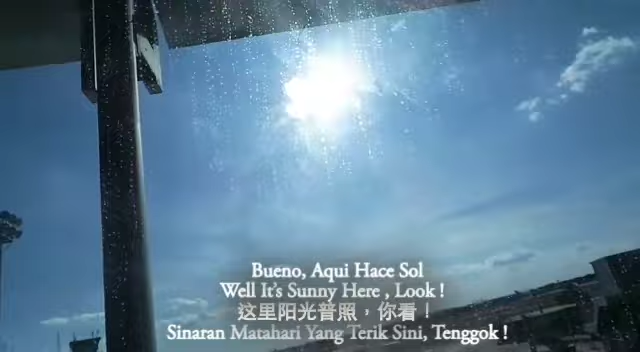 Bueno, Aqui Hace Sol
Well It's Sunny Here , Look !
这里阳光普照，你看！
Sinaran Matahari Yang Terik Sini, Tenggok !